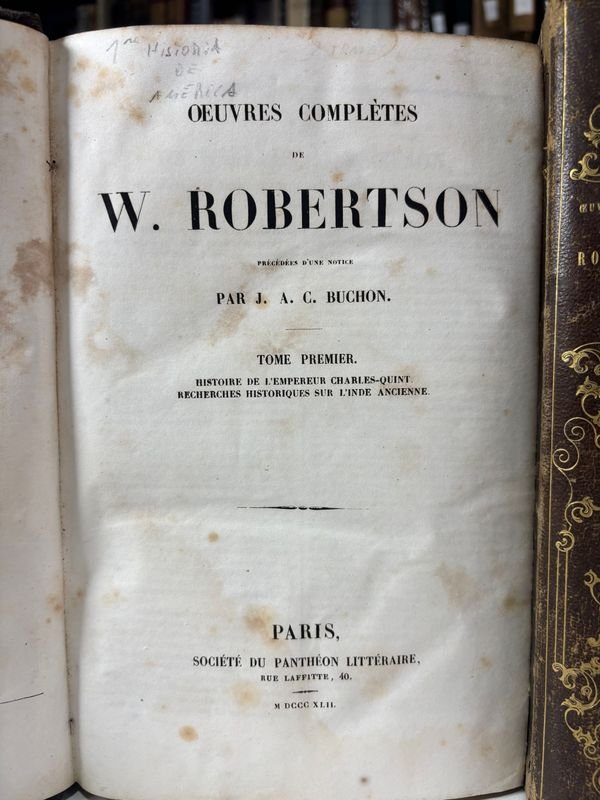 1re HISTORIA
DE
AMÉRICA
ŒUVRES COMPLÈTES
DE
W. ROBERTSON
PRÉCÉDÉES D'UNE NOTICE
PAR J. A. C. BUCHON.
TOME PREMIER.
HISTOIRE DE L'EMPEREUR CHARLES-QUINT.
RECHERCHES HISTORIQUES SUR L'INDE ANCIENNE.
PARIS,
SOCIÉTÉ DU PANTHÉON LITTÉRAIRE,
RUE LAFFITTE, 40.
M DCCC XLII.